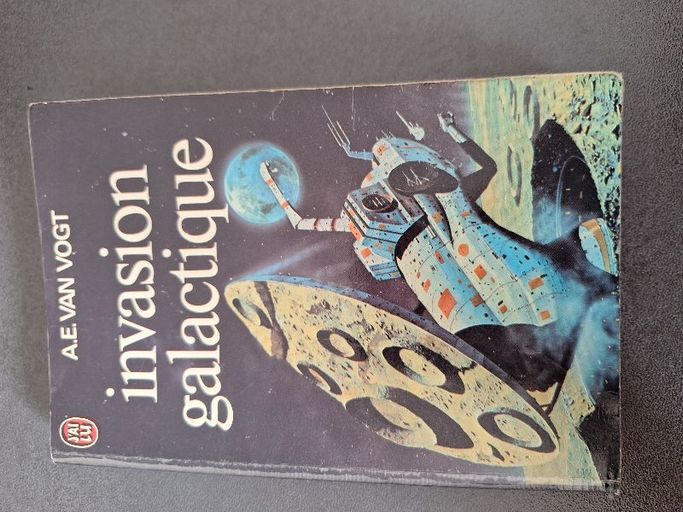 A.E. VAN VOGT
invasion
galactique
J'AI
LU